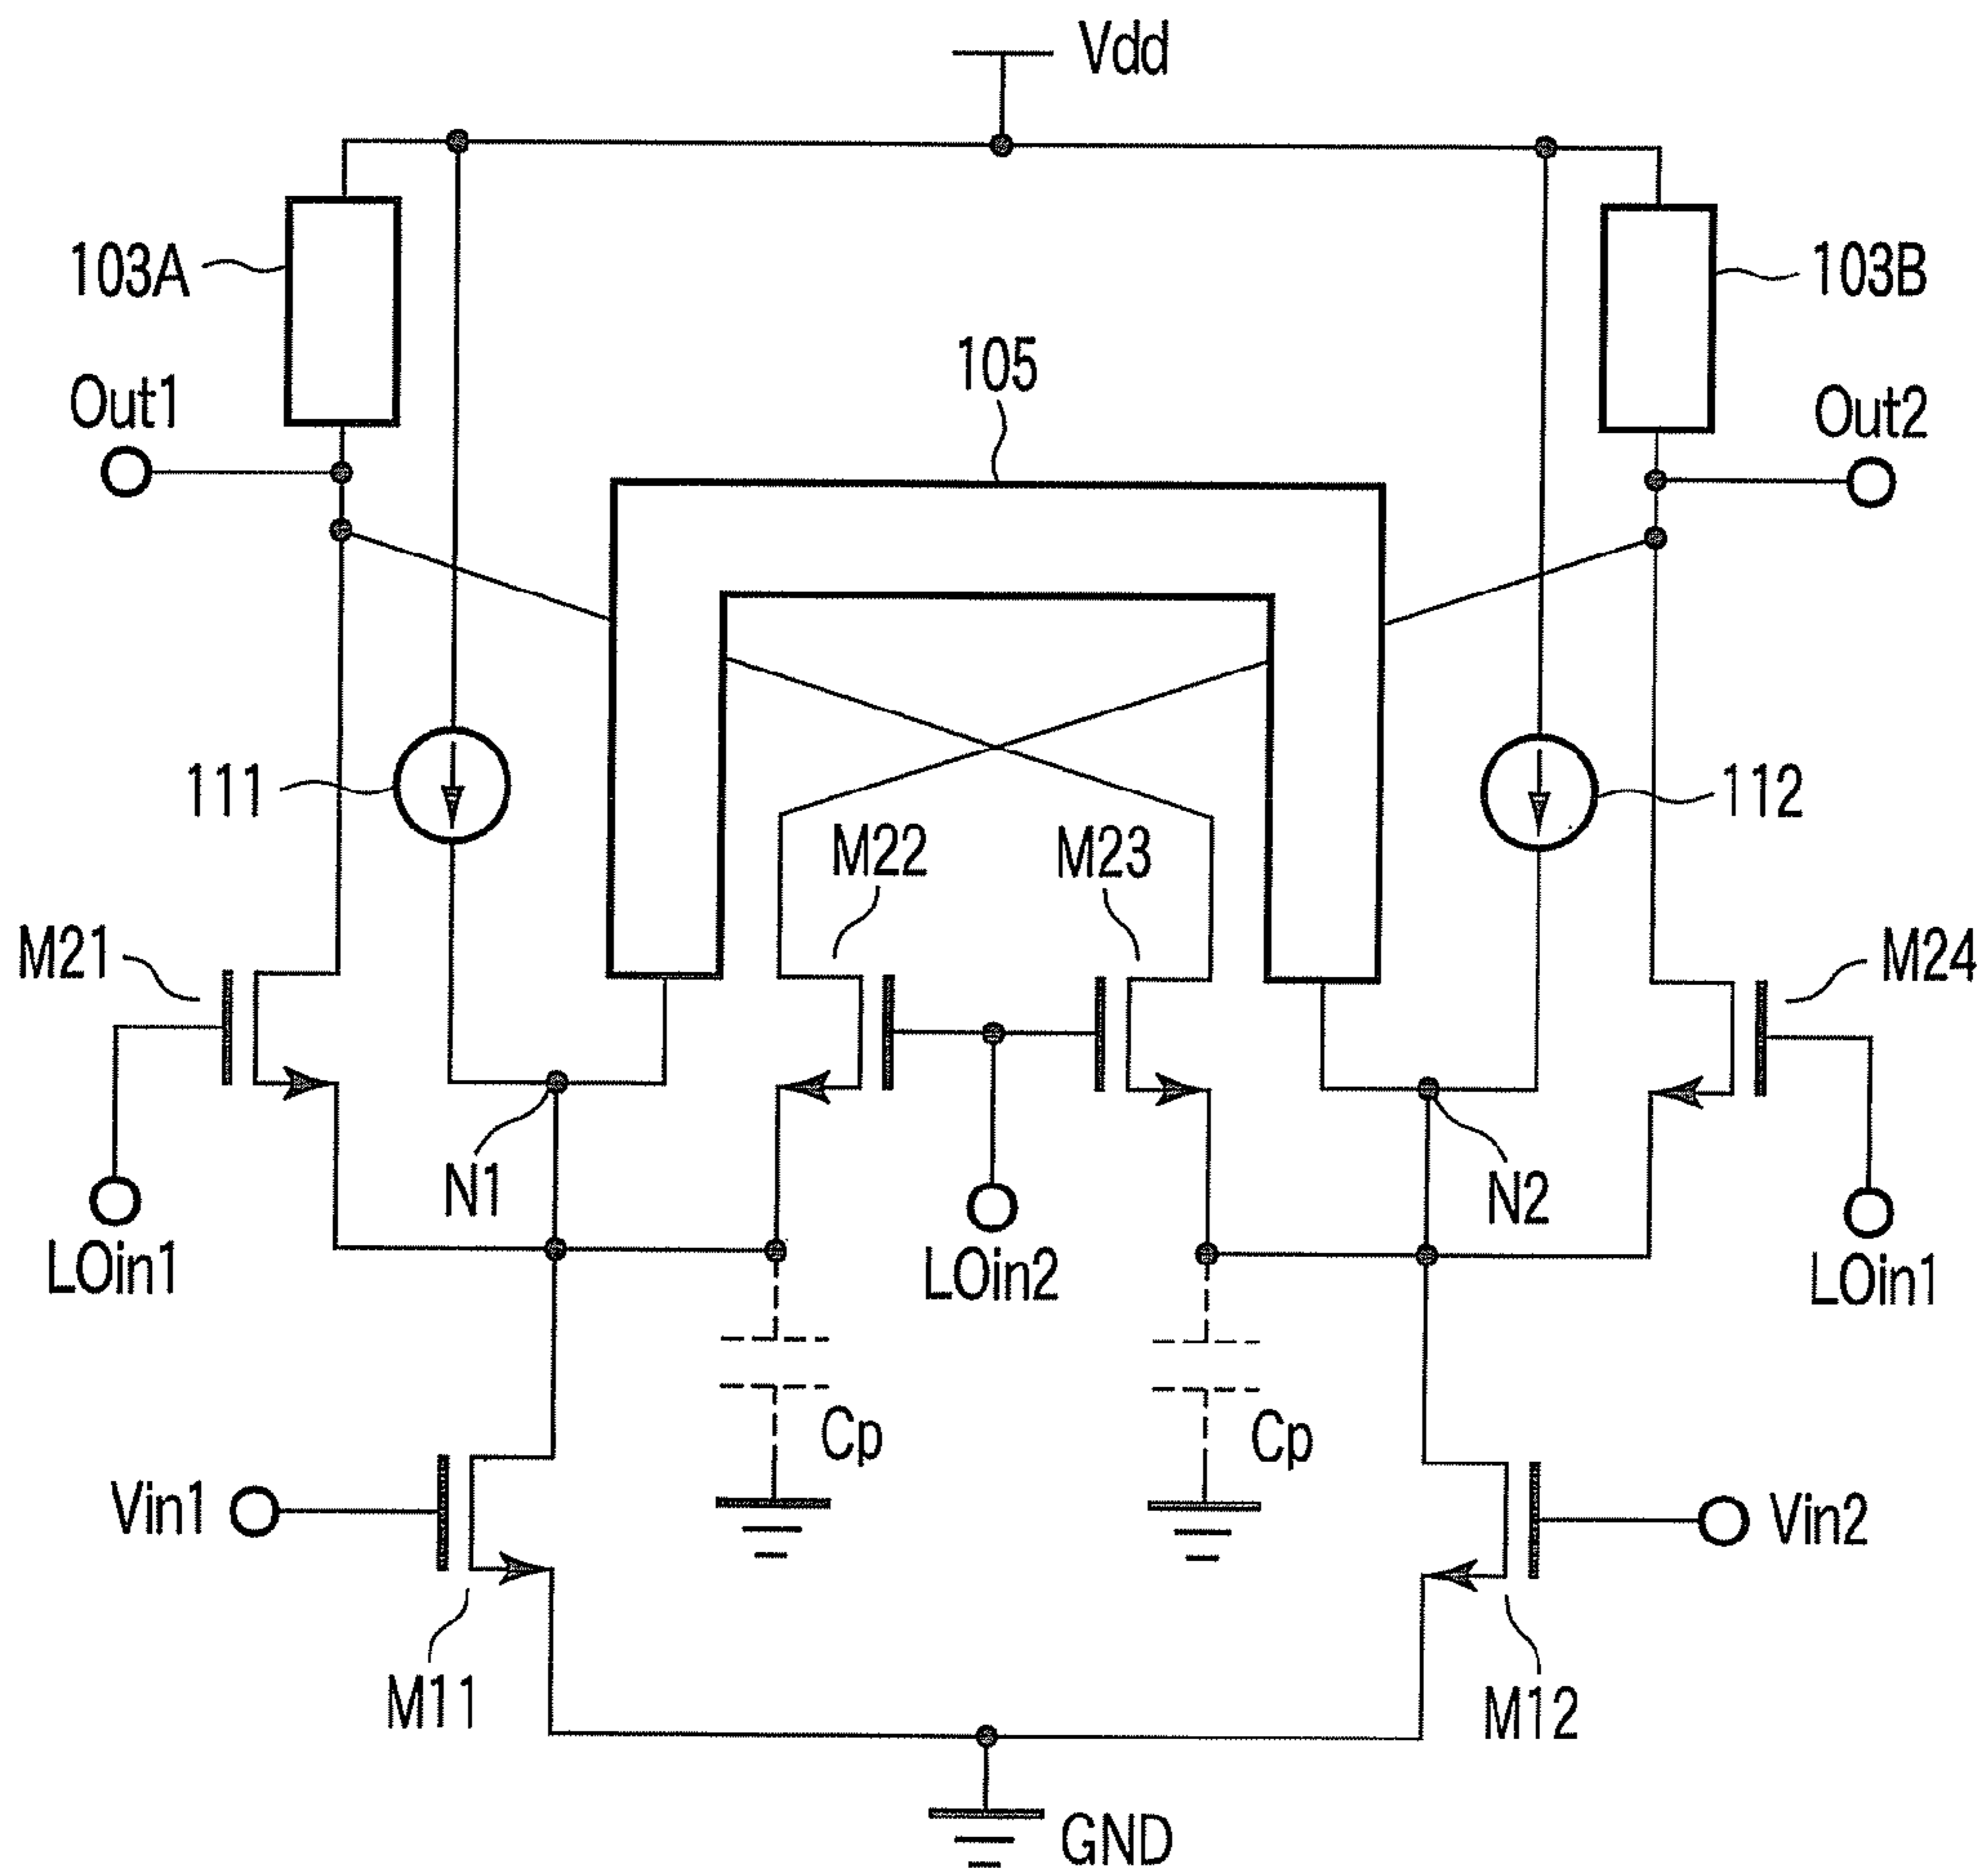 Vdd
103A
103B
105
Out1
Out2
111
112
M22
M23
M21
M24
N1
N2
LOin1
LOin2
LOin1
Cp
Cp
Vin1
Vin2
M11
M12
GND